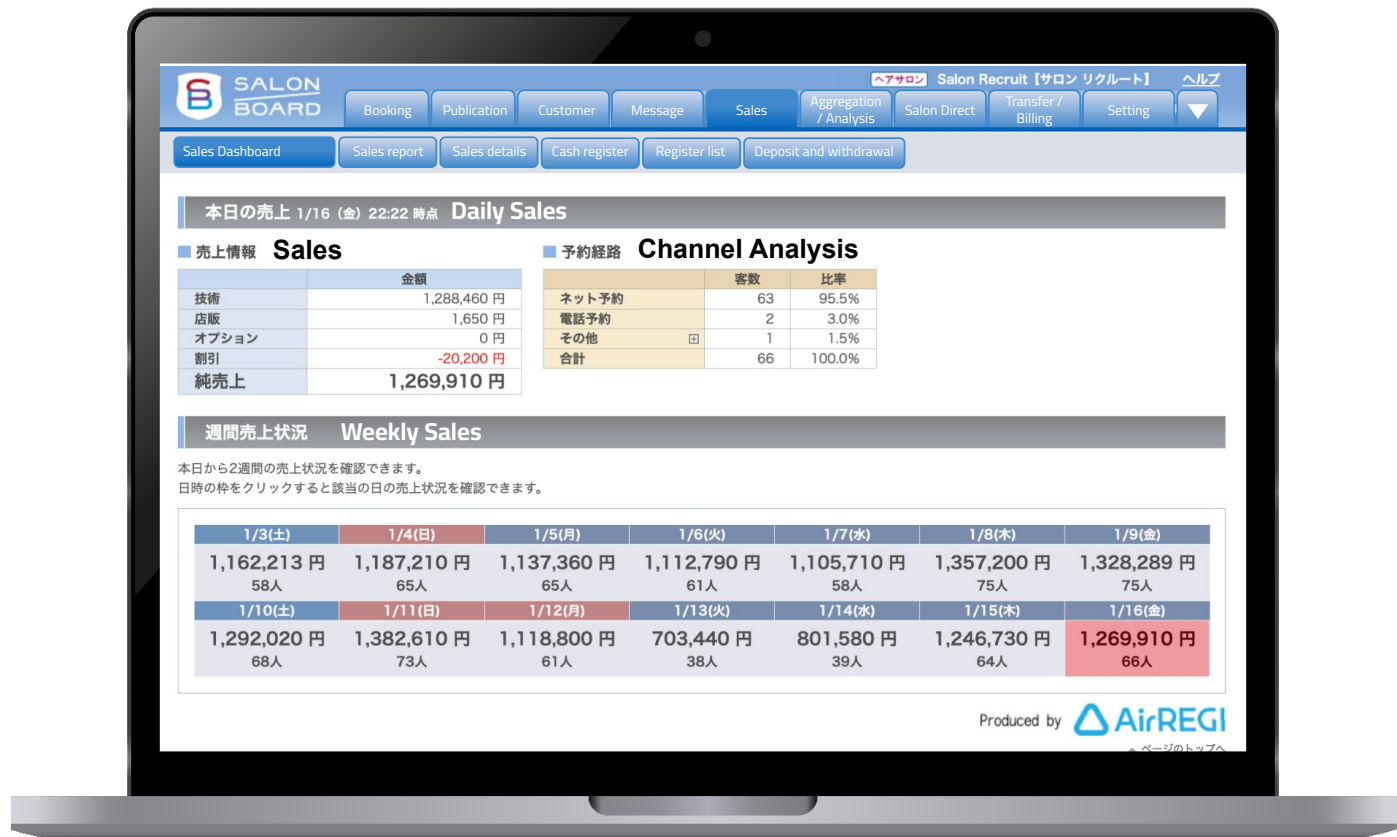 SALON BOARD
ヘアサロン Salon Recruit【サロン リクルート】 ヘルプ
Booking Publication Customer Message Sales Aggregation / Analysis Salon Direct Transfer / Billing Setting
Sales Dashboard Sales report Sales details Cash register Register list Deposit and withdrawal
本日の売上 1/16（金）22:22 時点 Daily Sales
売上情報 Sales
金額
技術 1,288,460 円
店販 1,650 円
オプション 0 円
割引 -20,200 円
純売上 1,269,910 円
予約経路 Channel Analysis
客数 比率
ネット予約 63 95.5%
電話予約 2 3.0%
その他 1 1.5%
合計 66 100.0%
週間売上状況 Weekly Sales
本日から2週間の売上状況を確認できます。
日時の枠をクリックすると該当の日の売上状況を確認できます。
1/3(土) 1/4(日) 1/5(月) 1/6(火) 1/7(水) 1/8(木) 1/9(金)
1,162,213 円 1,187,210 円 1,137,360 円 1,112,790 円 1,105,710 円 1,357,200 円 1,328,289 円
58人 65人 65人 61人 58人 75人 75人
1/10(土) 1/11(日) 1/12(月) 1/13(火) 1/14(水) 1/15(木) 1/16(金)
1,292,020 円 1,382,610 円 1,118,800 円 703,440 円 801,580 円 1,246,730 円 1,269,910 円
68人 73人 61人 38人 39人 64人 66人
Produced by AirREGI
ページのトップへ